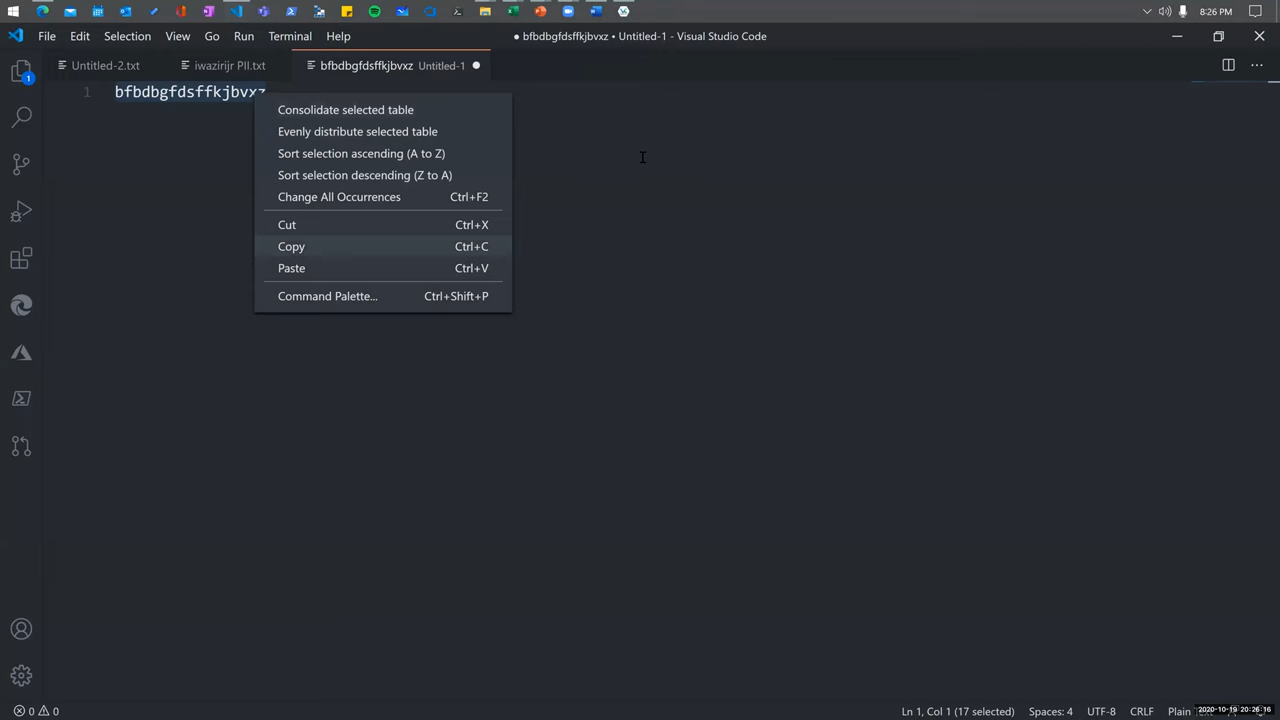 8:26 PM
File Edit Selection View Go Run Terminal Help
● bfbdbgfdsffkjbvxz • Untitled-1 - Visual Studio Code
Untitled-2.txt iwazirijr PII.txt bfbdbgfdsffkjbvxz Untitled-1 ●
1 bfbdbgfdsffkjbvxz
1
Consolidate selected table
Evenly distribute selected table
Sort selection ascending (A to Z)
Sort selection descending (Z to A)
Change All Occurrences Ctrl+F2
Cut Ctrl+X
Copy Ctrl+C
Paste Ctrl+V
Command Palette... Ctrl+Shift+P
0 0 Ln 1, Col 1 (17 selected) Spaces: 4 UTF-8 CRLF Plain
2020-10-19 20:26:16